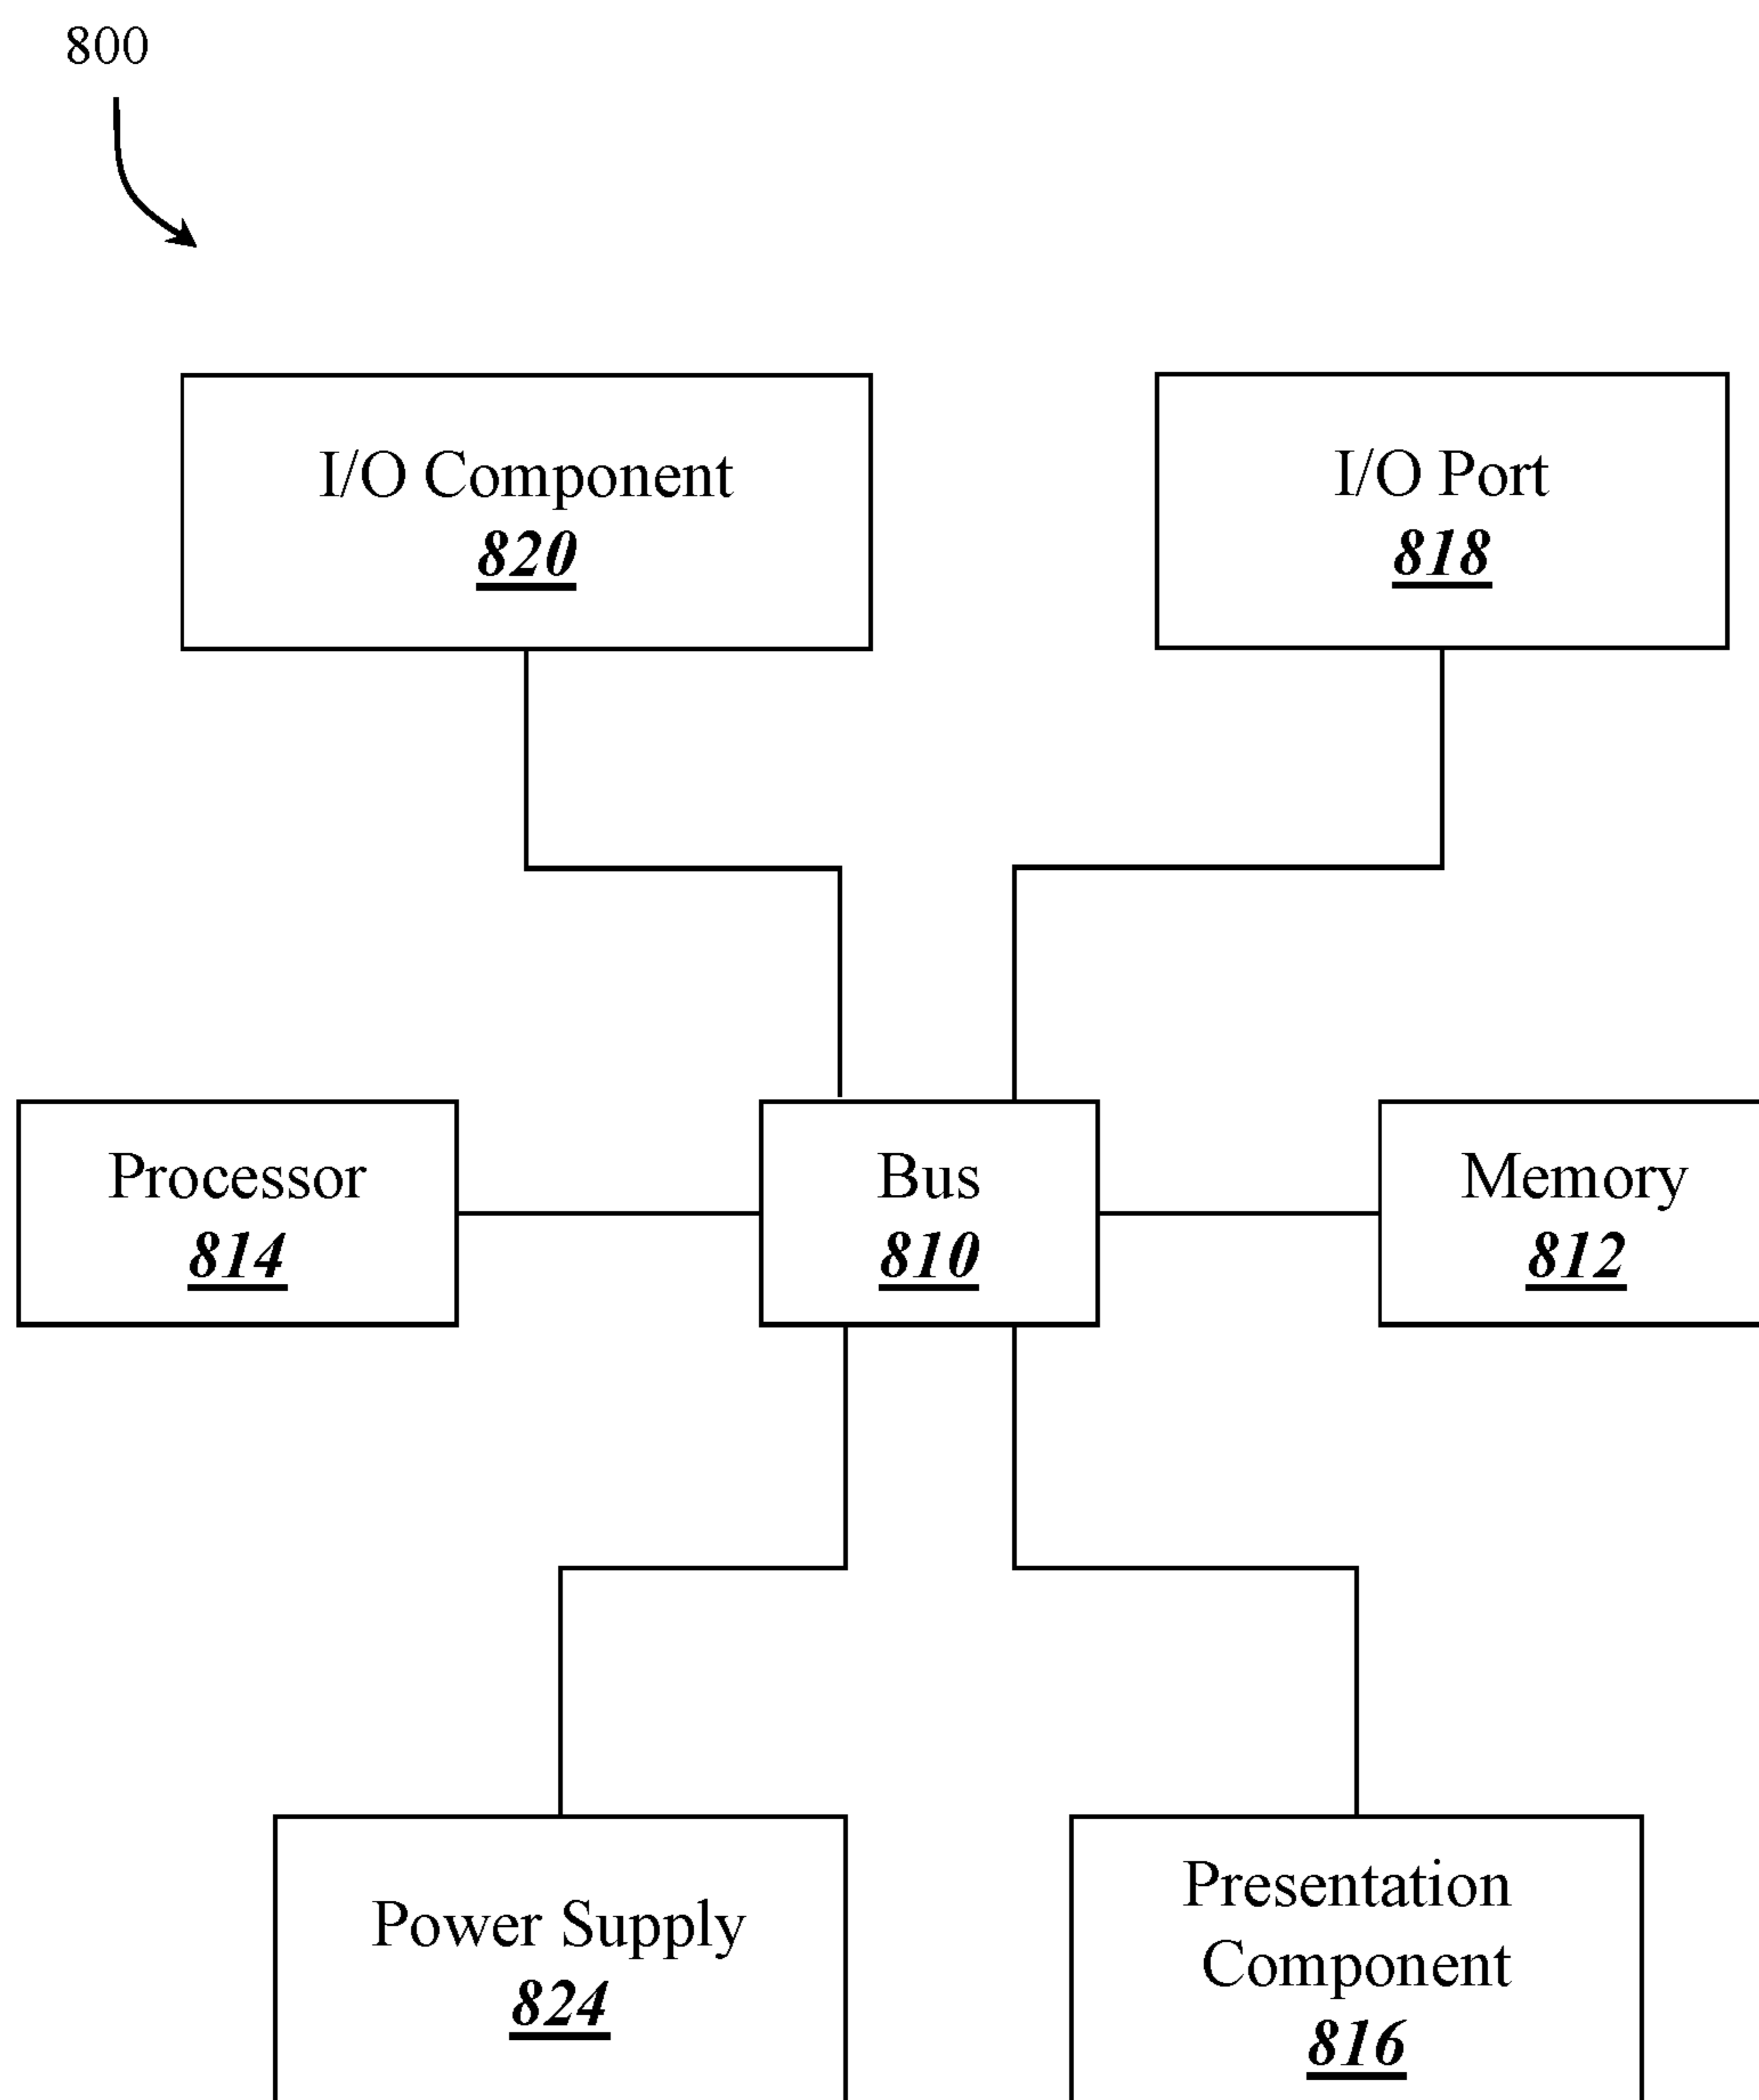 800
I/O Component
820
I/O Port
818
Processor
814
Bus
810
Memory
812
Power Supply
824
Presentation
Component
816